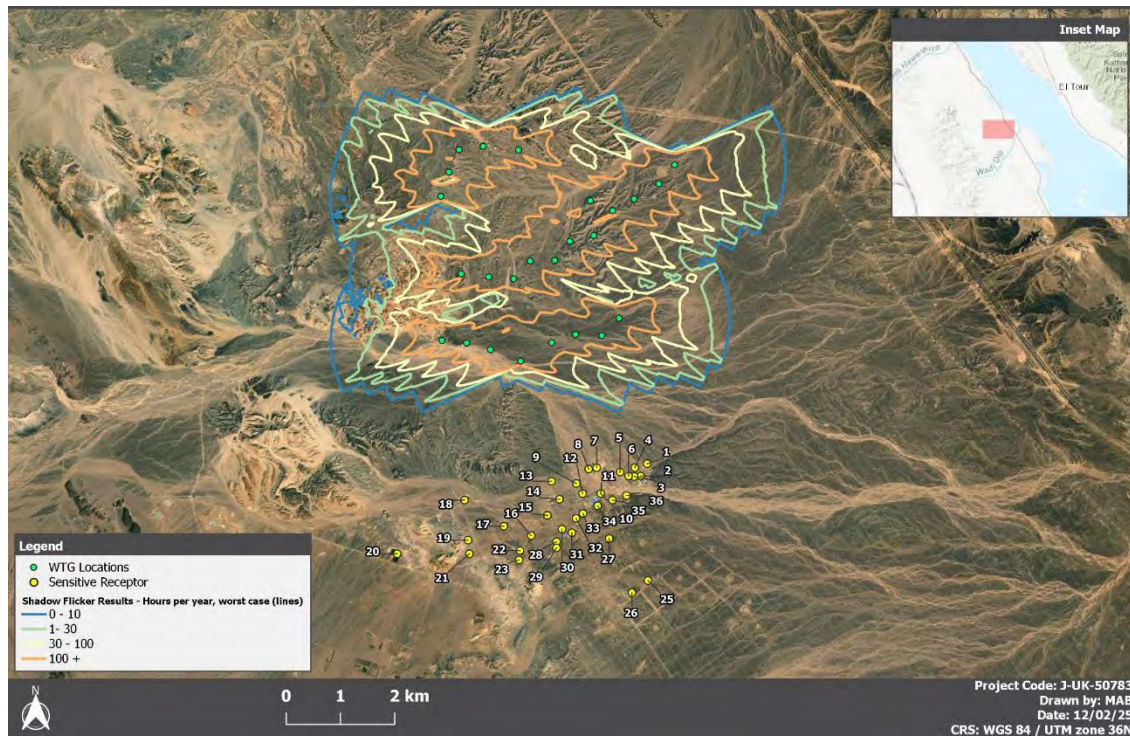 Inset Map
El Tour
Wadi Qia
8
7
5
6
4
1
9
12
11
2
13
3
14
36
18
15
35
16
10
34
17
33
32
27
19
31
20
22
28
30
21
23
29
25
26
Legend
WTG Locations
Sensitive Receptor
Shadow Flicker Results - Hours per year, worst case (lines)
0 - 10
1- 30
30 - 100
100 +
N
0 1 2 km
Project Code: J-UK-50783
Drawn by: MAB
Date: 12/02/25
CRS: WGS 84 / UTM zone 36N